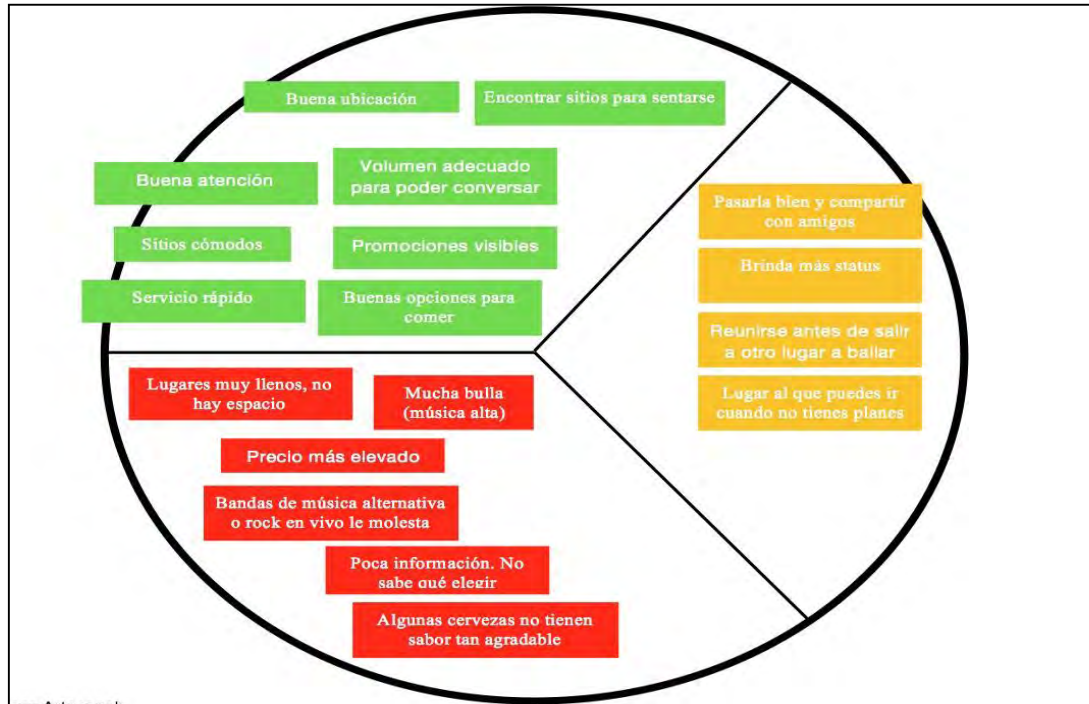 Buena ubicación
Encontrar sitios para sentarse
Buena atención
Volumen adecuado
para poder conversar
Sitios cómodos
Promociones visibles
Servicio rápido
Buenas opciones para
comer
Pasarla bien y compartir
con amigos
Brinda más status
Reunirse antes de salir
a otro lugar a bailar
Lugar al que puedes ir
cuando no tienes planes
Lugares muy llenos, no
hay espacio
Mucha bulla
(música alta)
Precio más elevado
Bandas de música alternativa
o rock en vivo le molesta
Poca información. No
sabe qué elegir
Algunas cervezas no tienen
sabor tan agradable